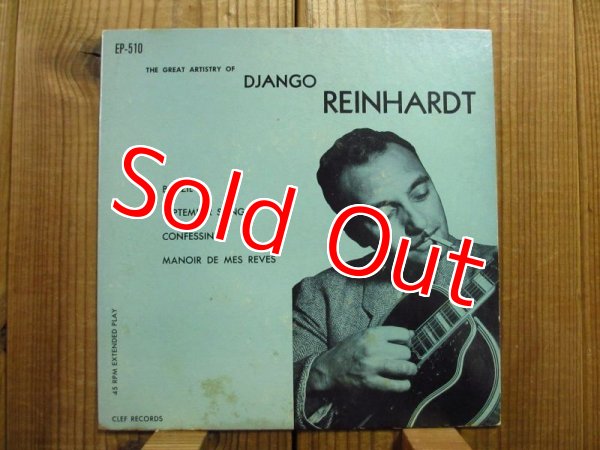 EP-510
THE GREAT ARTISTRY OF
DJANGO
REINHARDT
Sold Out
CONFESSIN
MANOIR DE MES REVES
45 RPM EXTENDED PLAY
CLEF RECORDS